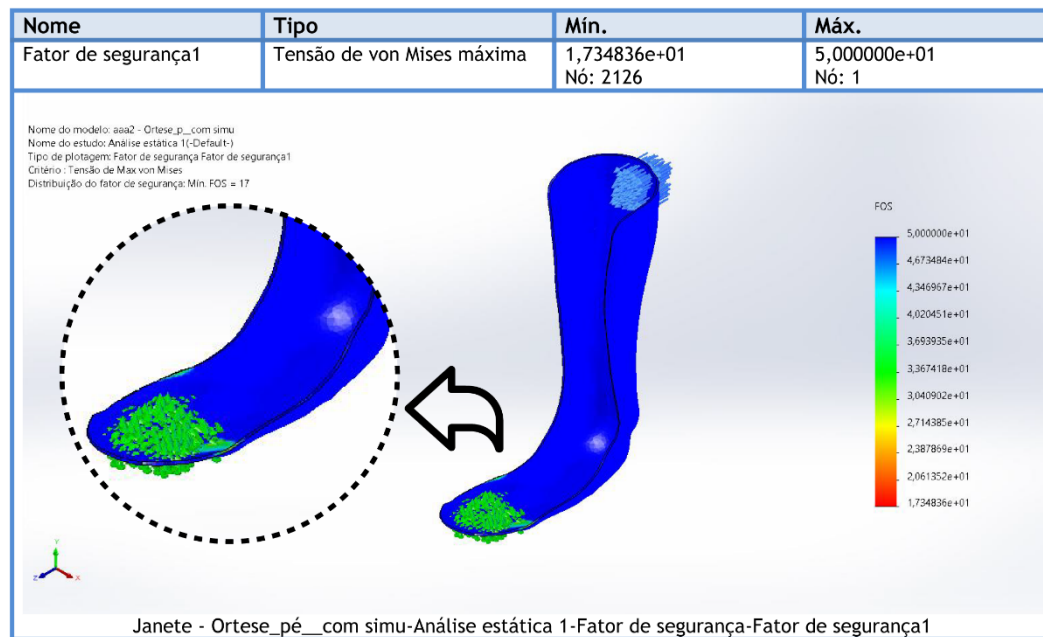 Nome Tipo Mín. Máx.
Fator de segurança1 Tensão de von Mises máxima 1,734836e+01 5,000000e+01
Nó: 2126 Nó: 1
Nome do modelo: aaa2 - Ortese_p__com simu
Nome do estudo: Análise estática 1(-Default-)
Tipo de plotagem: Fator de segurança Fator de segurança1
Critério : Tensão de Max von Mises
Distribuição do fator de segurança: Mín. FOS = 17
FOS
5,000000e+01
4,673484e+01
4,346967e+01
4,020451e+01
3,693935e+01
3,367418e+01
3,040902e+01
2,714385e+01
2,387869e+01
2,061352e+01
1,734836e+01
Y
Z
X
Janete - Ortese_pé__com simu-Análise estática 1-Fator de segurança-Fator de segurança1